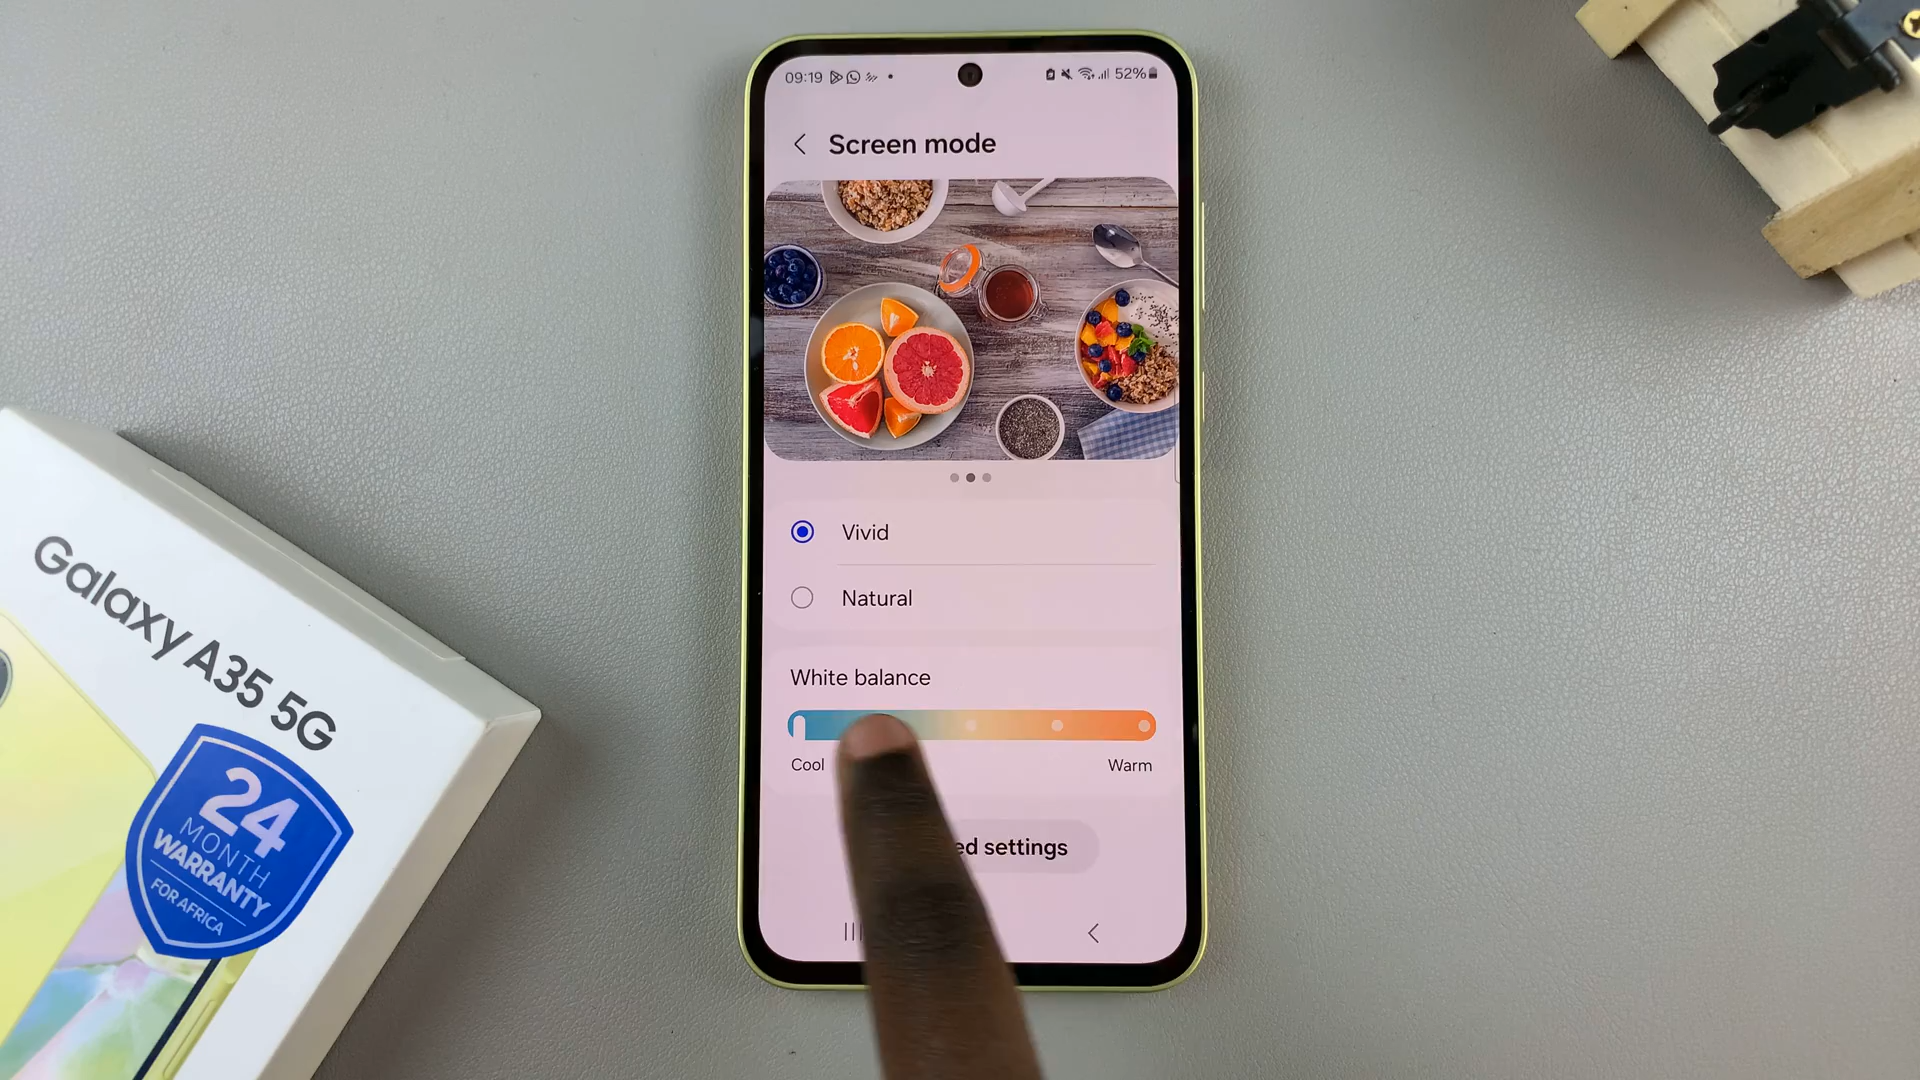 09:19
52%
Screen mode
Vivid
Natural
White balance
Cool
Warm
ed settings
Galaxy A35 5G
24
MONTH
WARRANTY
FOR AFRICA